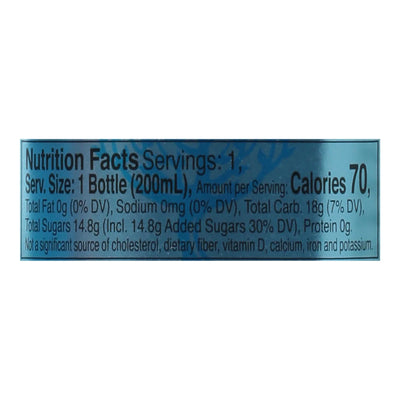 Nutrition Facts Servings: 1,
Serv. Size: 1 Bottle (200mL), Amount per Serving: Calories 70,
Total Fat 0g (0% DV), Sodium 0mg (0% DV), Total Carb. 18g (7% DV),
Total Sugars 14.8g (Incl. 14.8g Added Sugars 30% DV), Protein 0g.
Not a significant source of cholesterol, dietary fiber, vitamin D, calcium, iron and potassium.